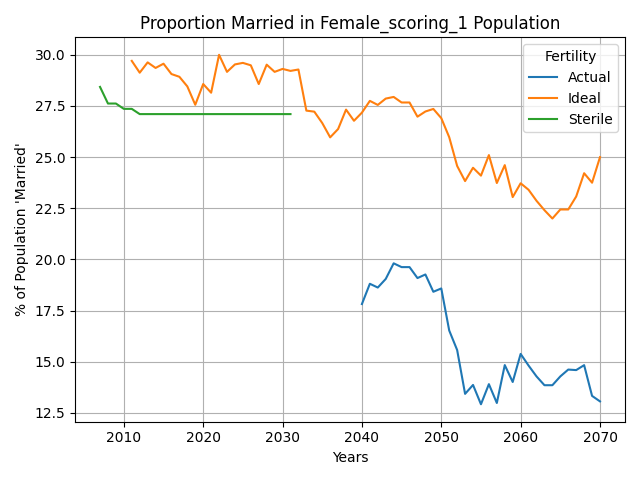 Proportion Married in Female_scoring_1 Population
% of Population 'Married'
30.0
27.5
25.0
22.5
20.0
17.5
15.0
12.5
Fertility
Actual
Ideal
Sterile
2010 2020 2030 2040 2050 2060 2070
Years